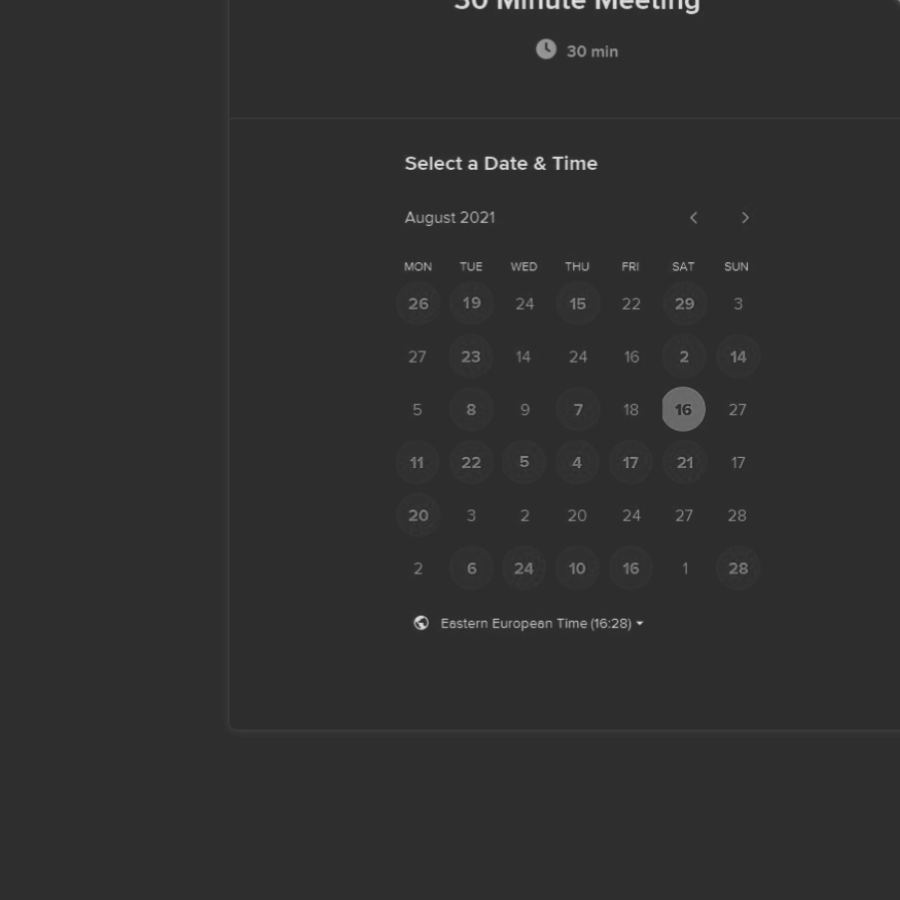 30 Minute Meeting
30 min
Select a Date & Time
August 2021
MON TUE WED THU FRI SAT SUN
26 19 24 15 22 29 3
27 23 14 24 16 2 14
5 8 9 7 18 16 27
11 22 5 4 17 21 17
20 3 2 20 24 27 28
2 6 24 10 16 1 28
Eastern European Time (16:28)